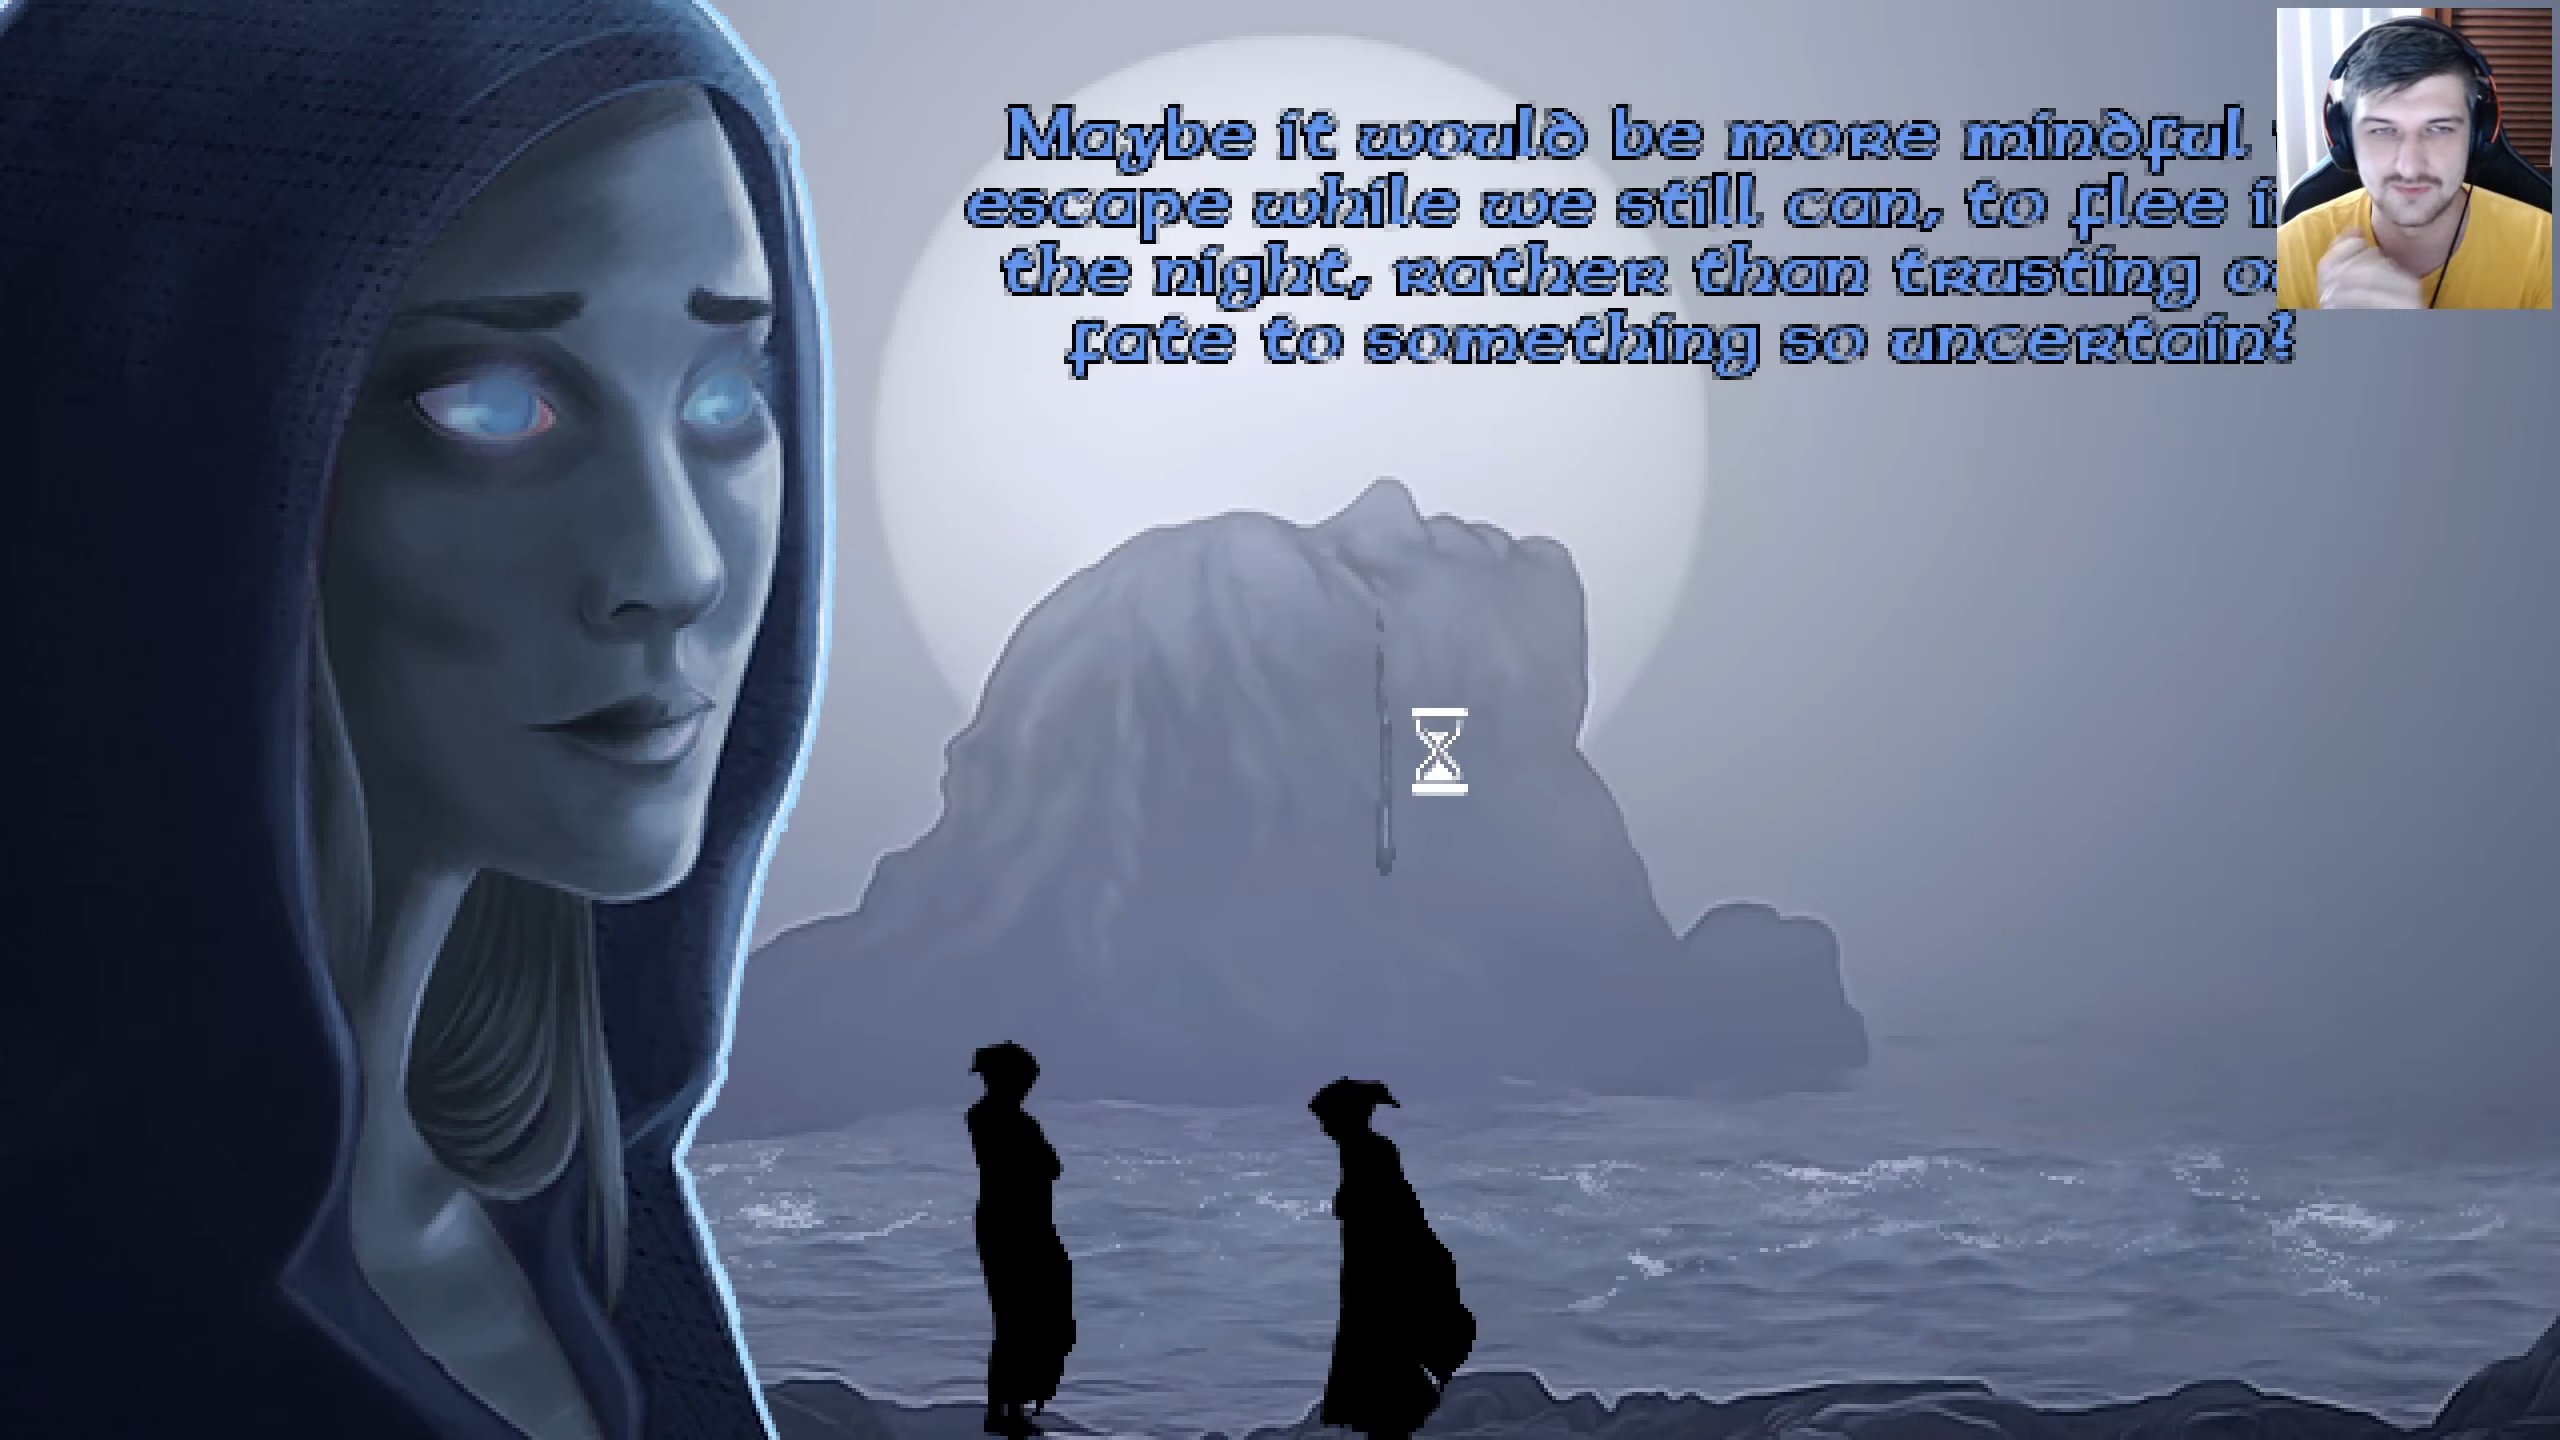 Maybe it would be more mindful
escape while we still can, to flee
the night, rather than trusting
fate to something so uncertain?